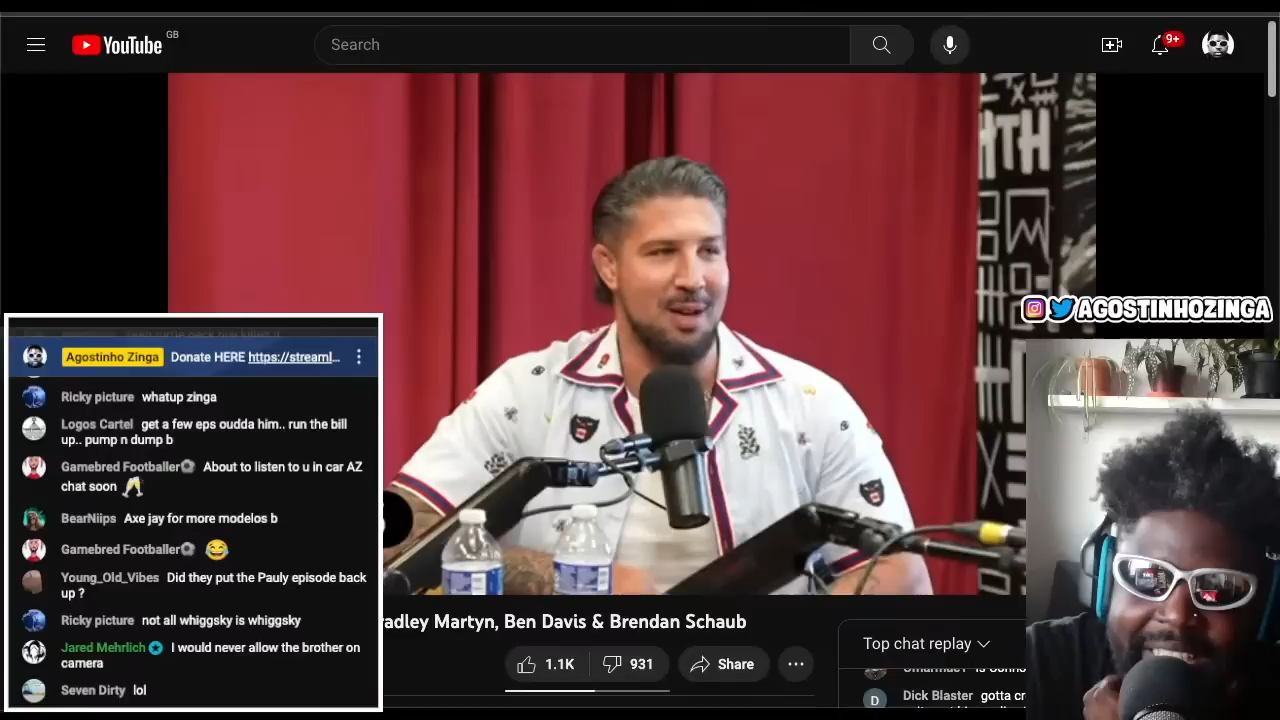 YouTube GB
Search
9+
AGOSTINHOZINGA
Agostinho Zinga Donate HERE https://streaml...
Ricky picture whatup zinga
Logos Cartel get a few eps oudda him.. run the bill
up.. pump n dump b
Gamebred Footballer About to listen to u in car AZ
chat soon
BearNiips Axe jay for more modelos b
Gamebred Footballer
Young_Old_Vibes Did they put the Pauly episode back
up ?
Ricky picture not all whiggsky is whiggsky
Jared Mehrlich I would never allow the brother on
camera
Seven Dirty lol
adley Martyn, Ben Davis & Brendan Schaub
1.1K 931 Share
Top chat replay
D Dick Blaster gotta cr